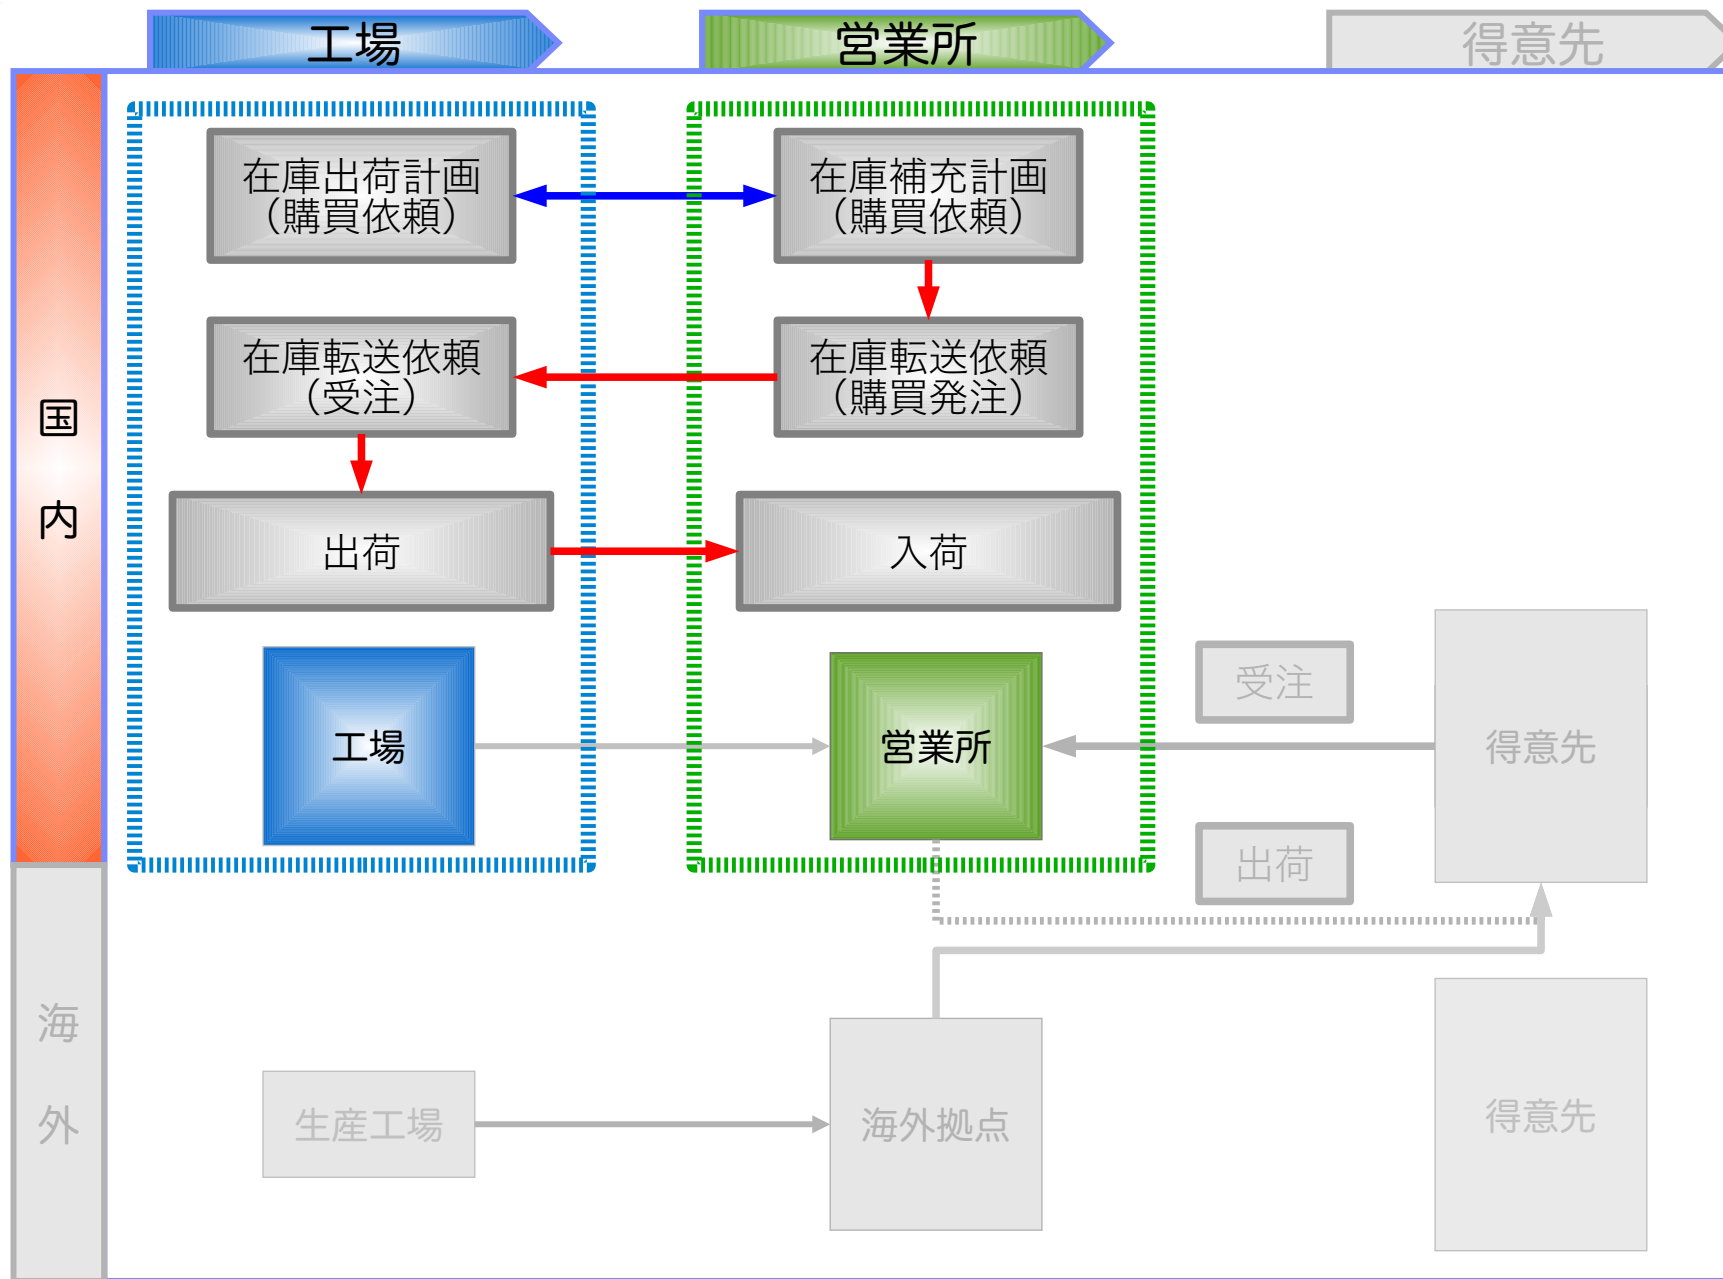 工場
営業所
得意先
国
内
在庫出荷計画
（購買依頼）
在庫補充計画
（購買依頼）
在庫転送依頼
（受注）
在庫転送依頼
（購買発注）
出荷
入荷
工場
営業所
受注
得意先
出荷
海
外
生産工場
海外拠点
得意先